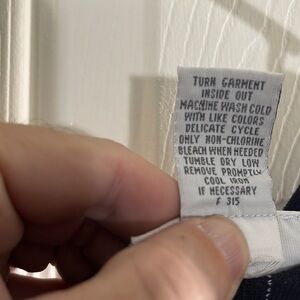 TURN GARMENT
INSIDE OUT
MACHINE WASH COLD
WITH LIKE COLORS
DELICATE CYCLE
ONLY NON-CHLORINE
BLEACH WHEN NEEDED
TUMBLE DRY LOW
REMOVE PROMPTLY
COOL IRON
IF NECESSARY
F 315